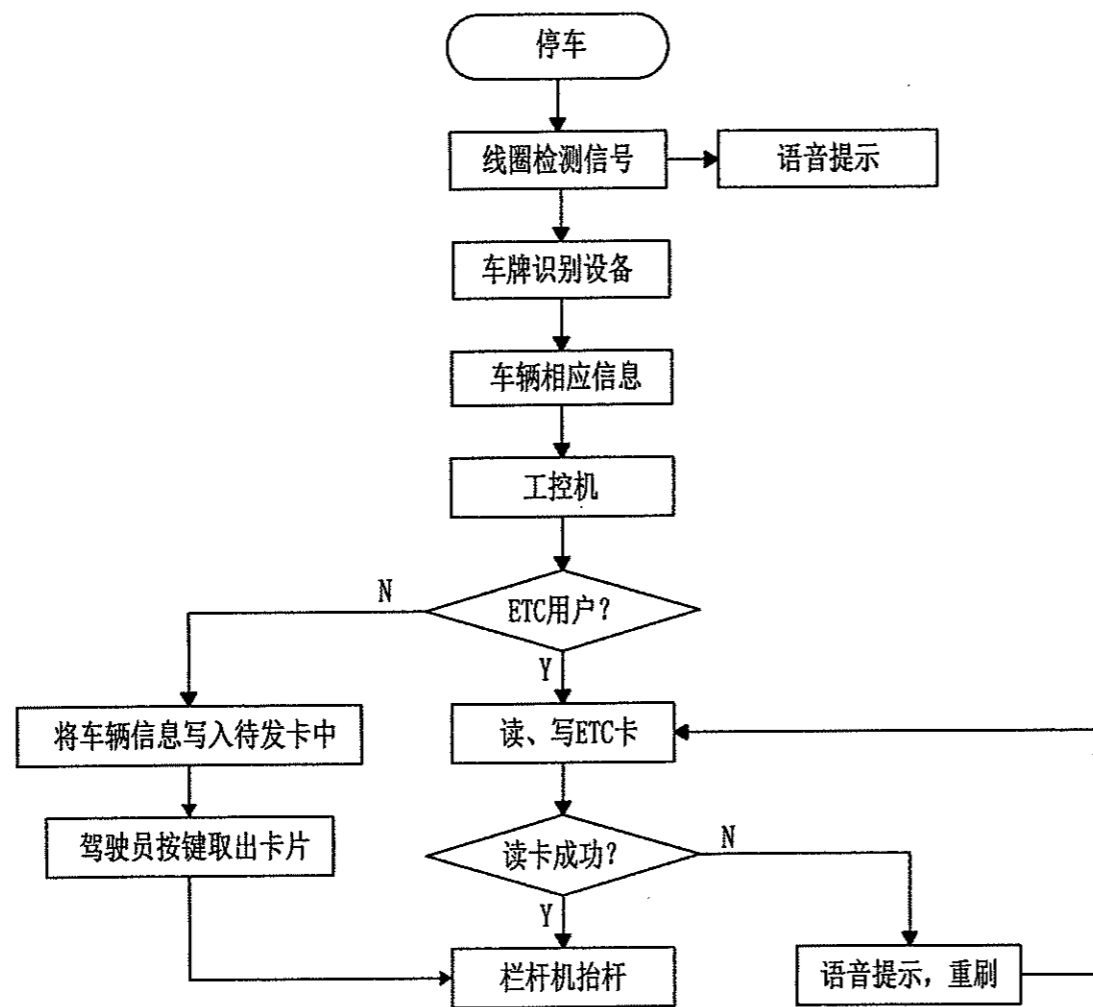 停车
线圈检测信号
语音提示
车牌识别设备
车辆相应信息
工控机
N
ETC用户？
Y
将车辆信息写入待发卡中
读、写ETC卡
驾驶员按键取出卡片
读卡成功？
N
Y
栏杆机抬杆
语音提示，重刷